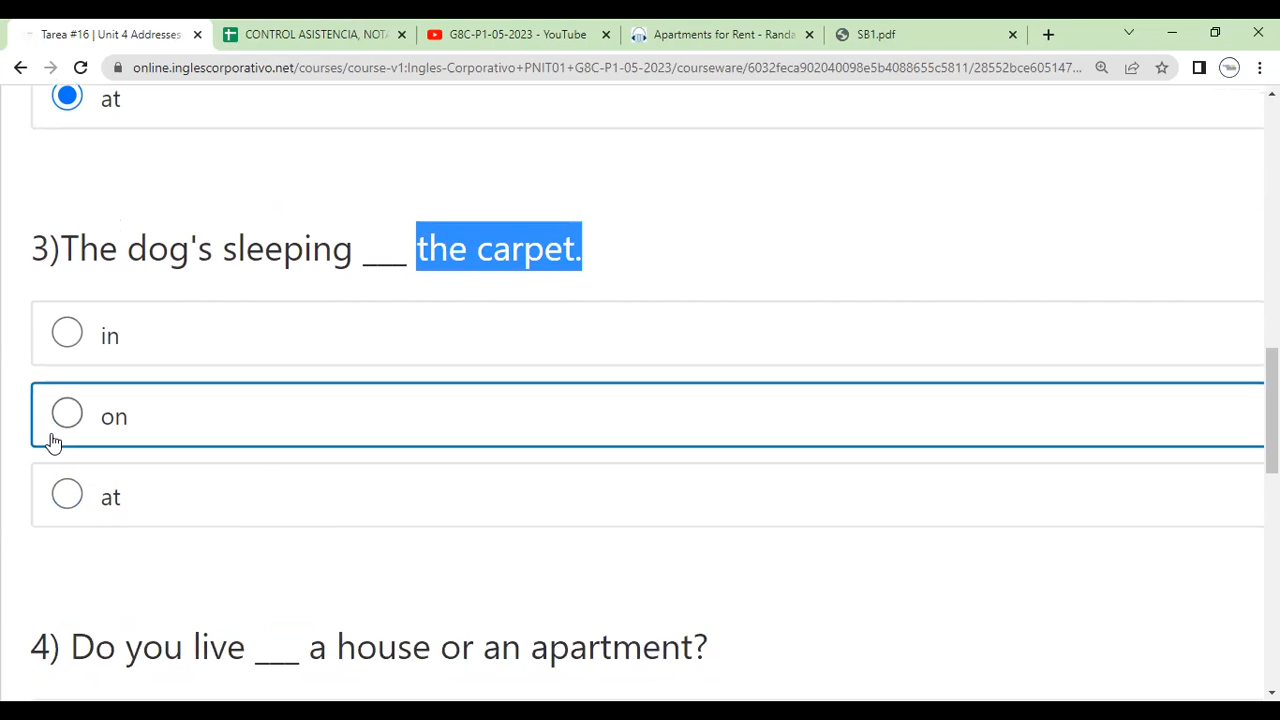 Tarea #16 | Unit 4 Addresses
CONTROL ASISTENCIA, NOTA
G8C-P1-05-2023 - YouTube
Apartments for Rent - Randa
SB1.pdf
online.inglescorporativo.net/courses/course-v1:Ingles-Corporativo+PNIT01+G8C-P1-05-2023/courseware/6032feca902040098e5b4088655c5811/28552bce605147...
at
3)The dog's sleeping ___ the carpet.
in
on
at
4) Do you live ___ a house or an apartment?